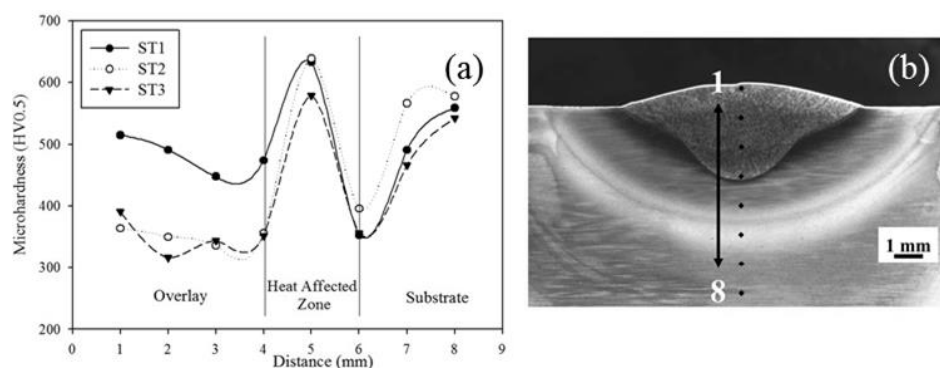 700
600
500
400
300
200
Microhardness (HV0.5)
ST1
ST2
ST3
(a)
Overlay
Heat Affected
Zone
Substrate
0 1 2 3 4 5 6 7 8 9
Distance (mm)
(b)
1
8
1 mm